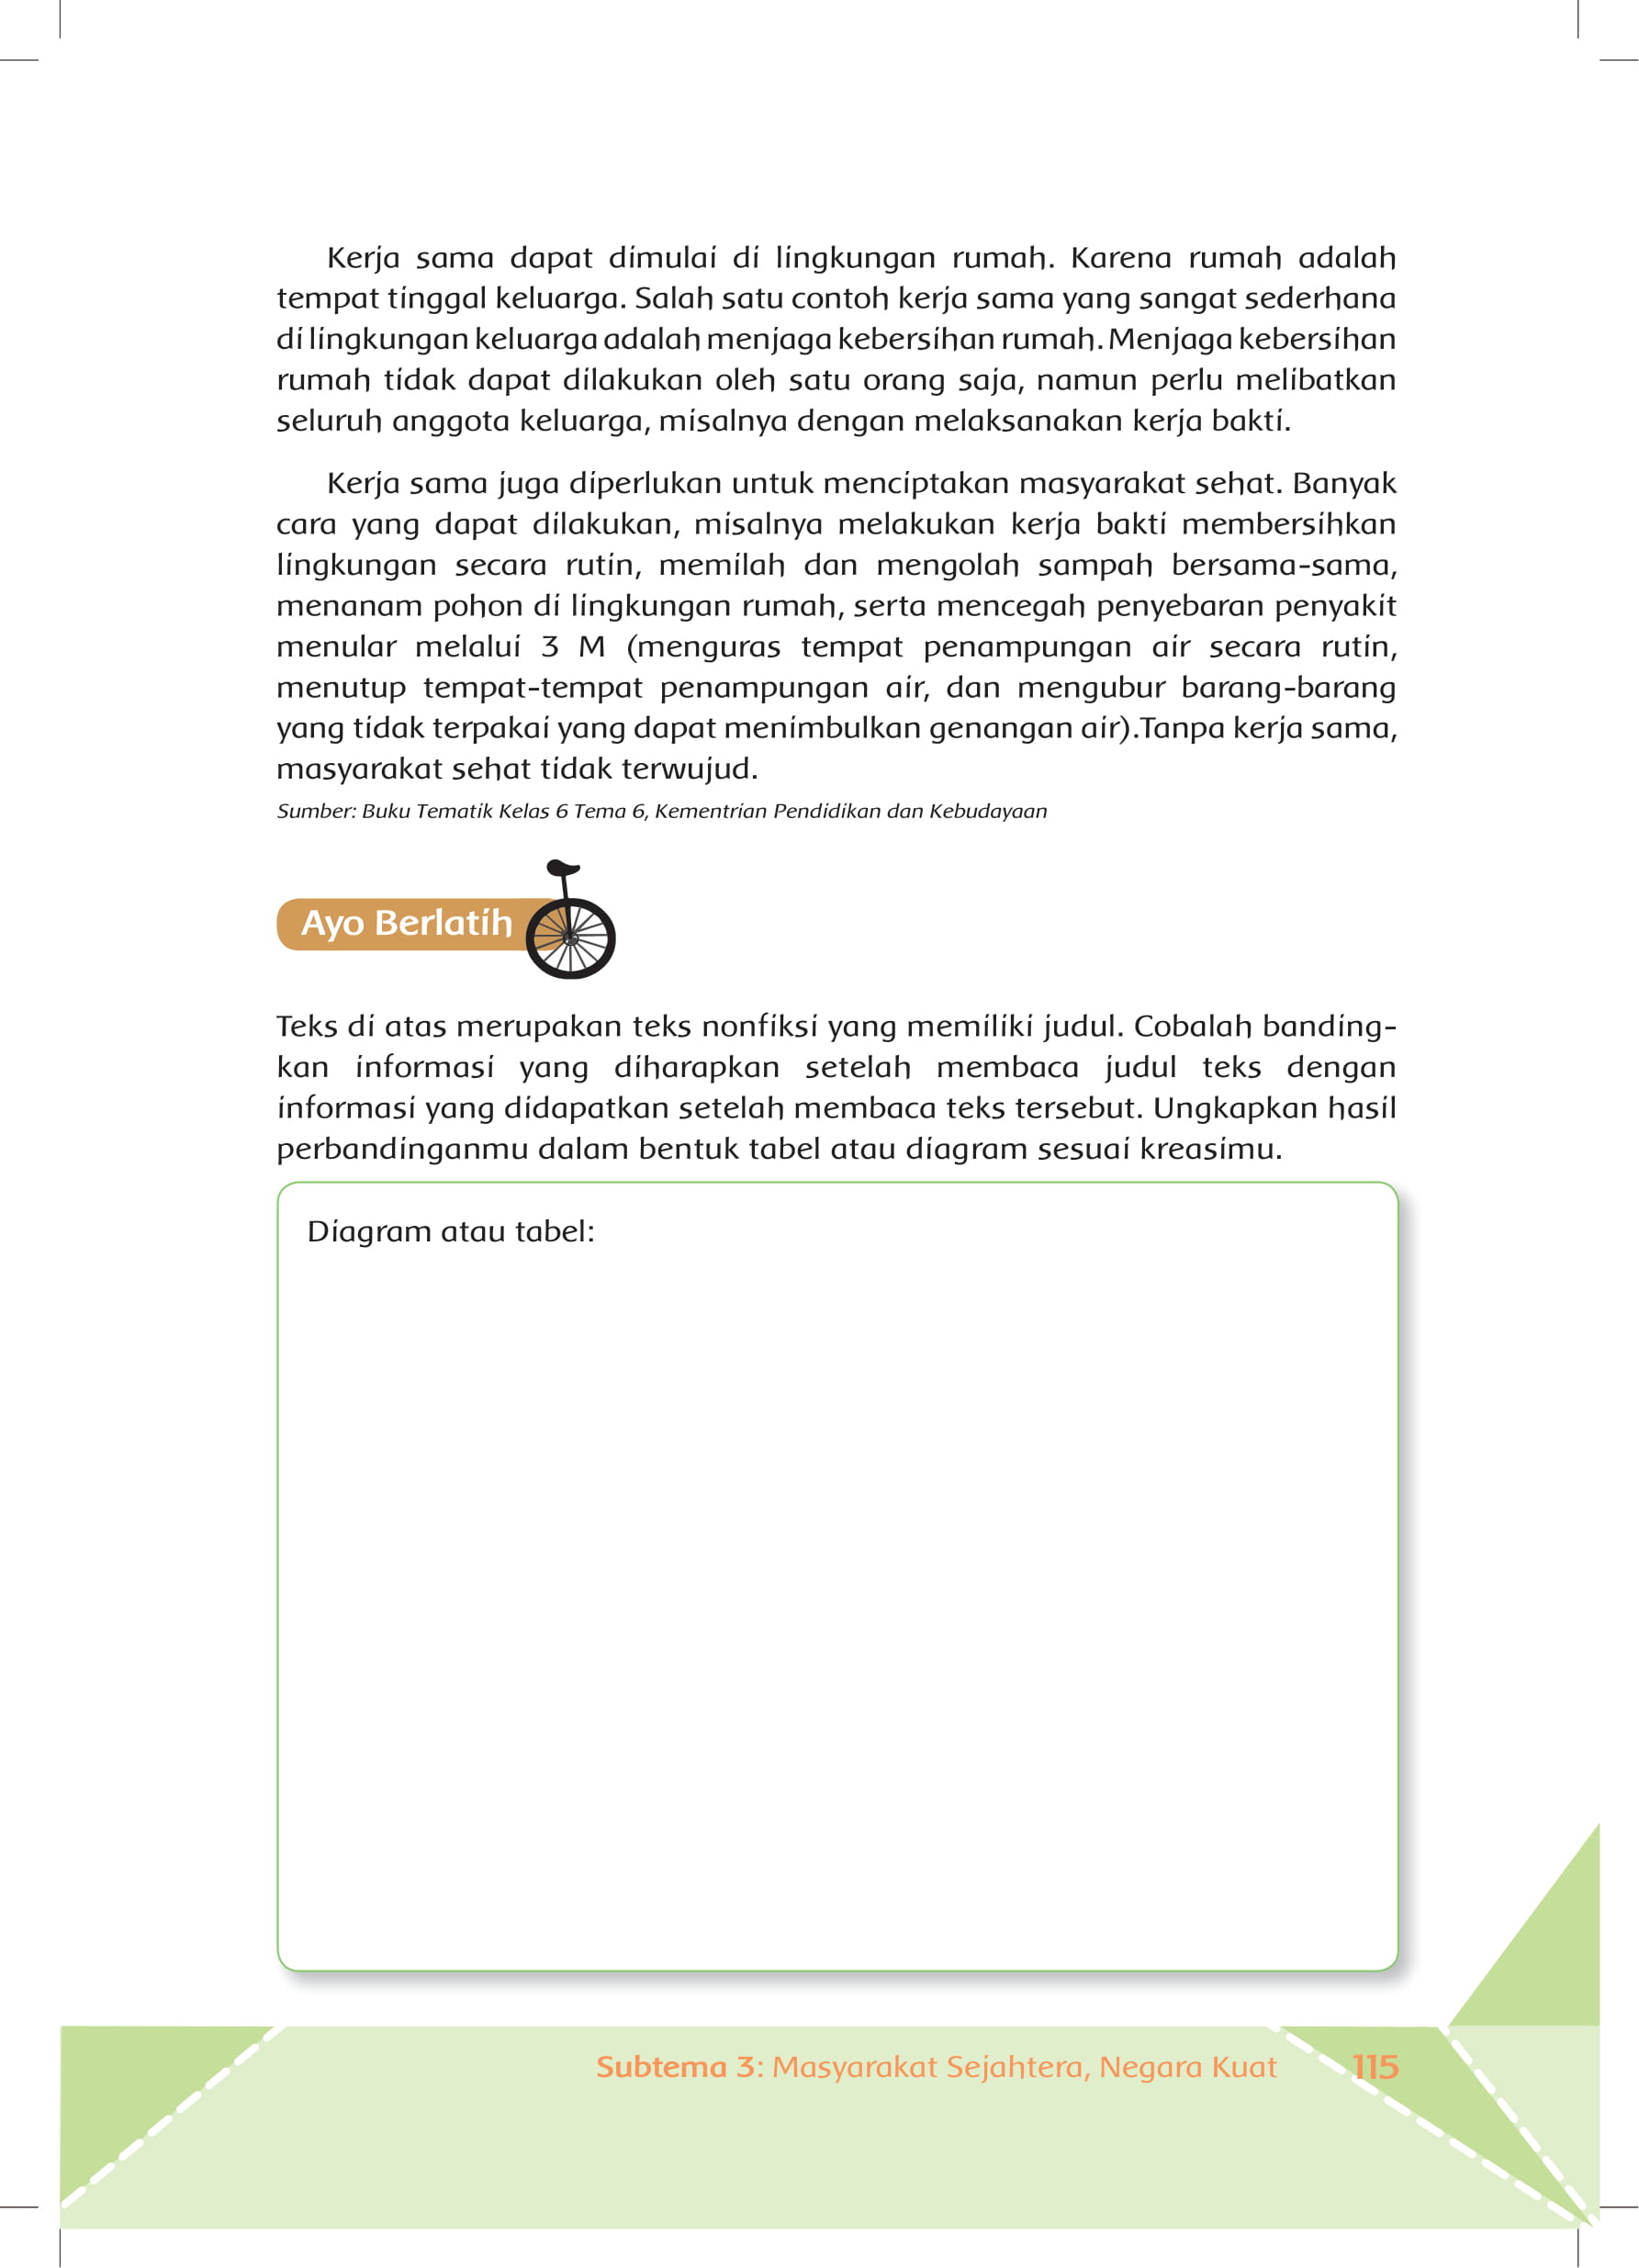 Kerja sama dapat dimulai di lingkungan rumah. Karena rumah adalah
tempat tinggal keluarga. Salah satu contoh kerja sama yang sangat sederhana
di lingkungan keluarga adalah menjaga kebersihan rumah. Menjaga kebersihan
rumah tidak dapat dilakukan oleh satu orang saja, namun perlu melibatkan
seluruh anggota keluarga, misalnya dengan melaksanakan kerja bakti.
Kerja sama juga diperlukan untuk menciptakan masyarakat sehat. Banyak
cara yang dapat dilakukan, misalnya melakukan kerja bakti membersihkan
lingkungan secara rutin, memilah dan mengolah sampah bersama-sama,
menanam pohon di lingkungan rumah, serta mencegah penyebaran penyakit
menular melalui 3 M (menguras tempat penampungan air secara rutin,
menutup tempat-tempat penampungan air, dan mengubur barang-barang
yang tidak terpakai yang dapat menimbulkan genangan air).Tanpa kerja sama,
masyarakat sehat tidak terwujud.
Sumber: Buku Tematik Kelas 6 Tema 6, Kementrian Pendidikan dan Kebudayaan
Ayo Berlatih
Teks di atas merupakan teks nonfiksi yang memiliki judul. Cobalah banding-
kan informasi yang diharapkan setelah membaca judul teks dengan
informasi yang didapatkan setelah membaca teks tersebut. Ungkapkan hasil
perbandinganmu dalam bentuk tabel atau diagram sesuai kreasimu.
Diagram atau tabel:
Subtema 3: Masyarakat Sejahtera, Negara Kuat 115